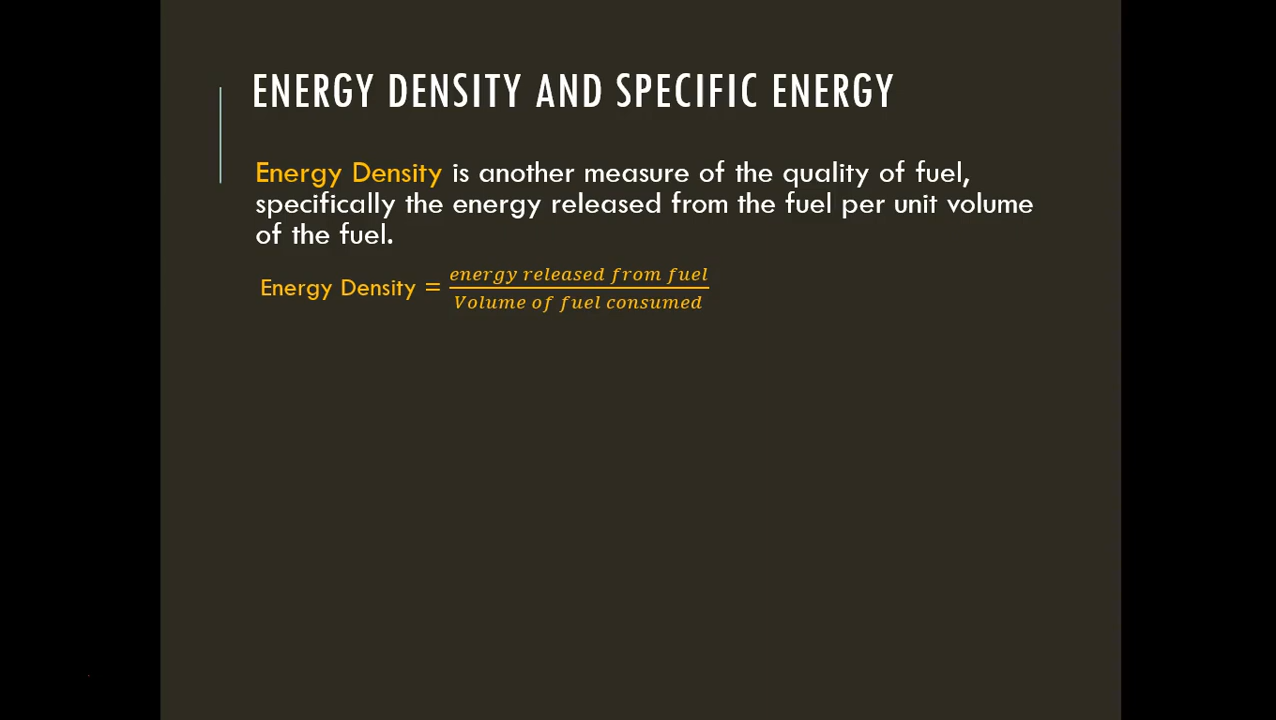 ENERGY DENSITY AND SPECIFIC ENERGY
Energy Density is another measure of the quality of fuel,
specifically the energy released from the fuel per unit volume
of the fuel.
Energy Density = energy released from fuel / Volume of fuel consumed